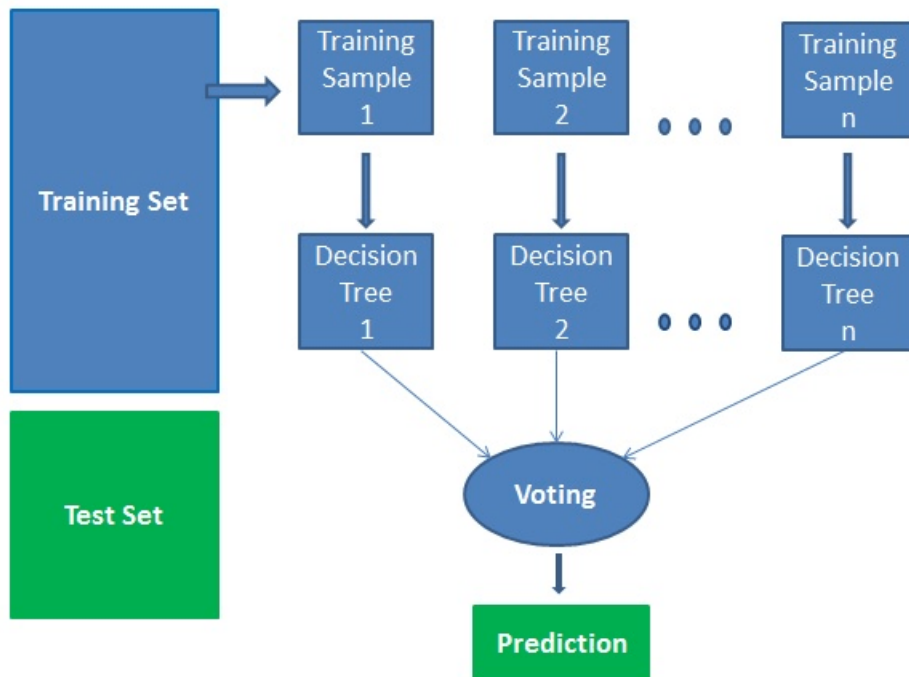 Training Set
Training
Sample
1
Training
Sample
2
Training
Sample
n
Decision
Tree
1
Decision
Tree
2
Decision
Tree
n
Test Set
Voting
Prediction